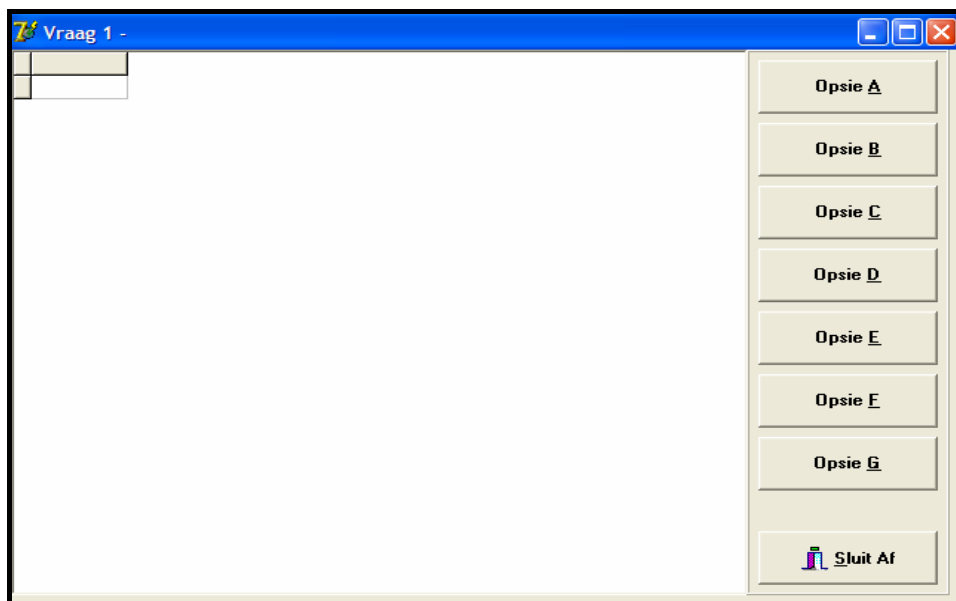 Vraag 1 -
Opsie A
Opsie B
Opsie C
Opsie D
Opsie E
Opsie F
Opsie G
Sluit Af